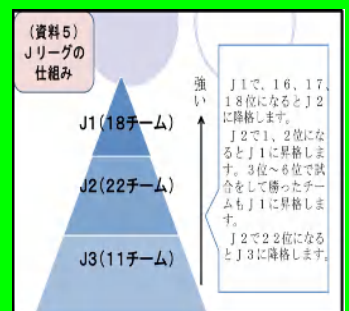 (資料5)
Jリーグの
仕組み
J1(18チーム)
J2(22チーム)
J3(11チーム)
強い
J1で、16、17、
18位になるとJ2
に降格します。
J2で1、2位にな
るとJ1に昇格しま
す。3位~6位で試
合をして勝ったチー
ムもJ1に昇格しま
す。
J2で22位になる
とJ3に降格します。